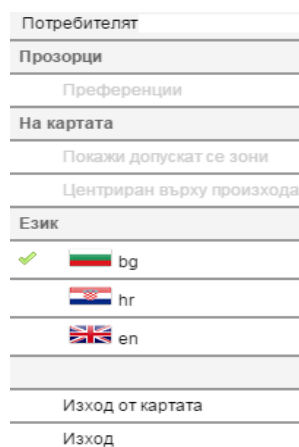 Потребителят
Прозорци
Преференции
На картата
Покажи допускат се зони
Центриран върху произхода
Език
bg
hr
en
Изход от картата
Изход